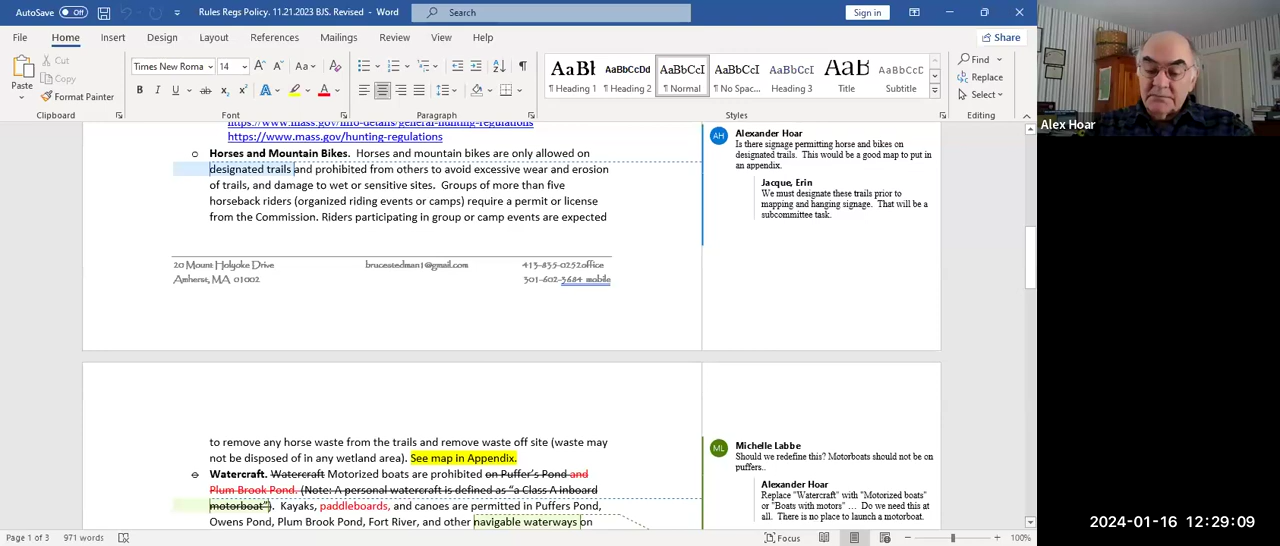 AutoSave Off
Rules Regs Policy. 11.21.2023 BJS. Revised - Word
Search
Sign in
File Home Insert Design Layout References Mailings Review View Help
Share
Paste
Cut
Copy
Format Painter
Clipboard
Times New Roma 14
Font
Paragraph
AaBb AaBbCcDd AaBbCcI AaBbCcI AaBbCcI AaB AaBbCcD
¶ Heading 1 ¶ Heading 2 ¶ Normal ¶ No Spac... Heading 3 Title Subtitle
Styles
Find
Replace
Select
Editing
https://www.mass.gov/info-details/general-hunting-regulations
https://www.mass.gov/hunting-regulations
o Horses and Mountain Bikes. Horses and mountain bikes are only allowed on
designated trails and prohibited from others to avoid excessive wear and erosion
of trails, and damage to wet or sensitive sites. Groups of more than five
horseback riders (organized riding events or camps) require a permit or license
from the Commission. Riders participating in group or camp events are expected
20 Mount Holyoke Drive brucestedman1@gmail.com 413-835-0252office
Amherst, MA 01002 301-602-3684 mobile
to remove any horse waste from the trails and remove waste off site (waste may
not be disposed of in any wetland area). See map in Appendix.
o Watercraft. Watercraft Motorized boats are prohibited on Puffer's Pond and
Plum Brook Pond. (Note: A personal watercraft is defined as "a Class A inboard
motorboat"). Kayaks, paddleboards, and canoes are permitted in Puffers Pond,
Owens Pond, Plum Brook Pond, Fort River, and other navigable waterways on
AH
Alexander Hoar
Is there signage permitting horse and bikes on
designated trails. This would be a good map to put in
an appendix.
Jacque, Erin
We must designate these trails prior to
mapping and hanging signage. That will be a
subcommittee task.
ML
Michelle Labbe
Should we redefine this? Motorboats should not be on
puffers..
Alexander Hoar
Replace "Watercraft" with "Motorized boats"
or "Boats with motors" ... Do we need this at
all. There is no place to launch a motorboat.
Page 1 of 3 971 words
Focus
100%
Alex Hoar
2024-01-16 12:29:09